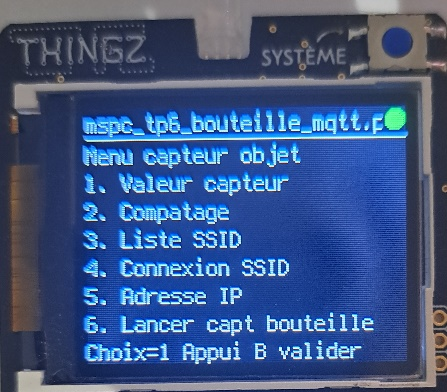 THINGZ
SYSTÈME
mspc_tp6_bouteille_mqtt.p
Menu capteur objet
1. Valeur capteur
2. Compatage
3. Liste SSID
4. Connexion SSID
5. Adresse IP
6. Lancer capt bouteille
Choix=1 Appui B valider